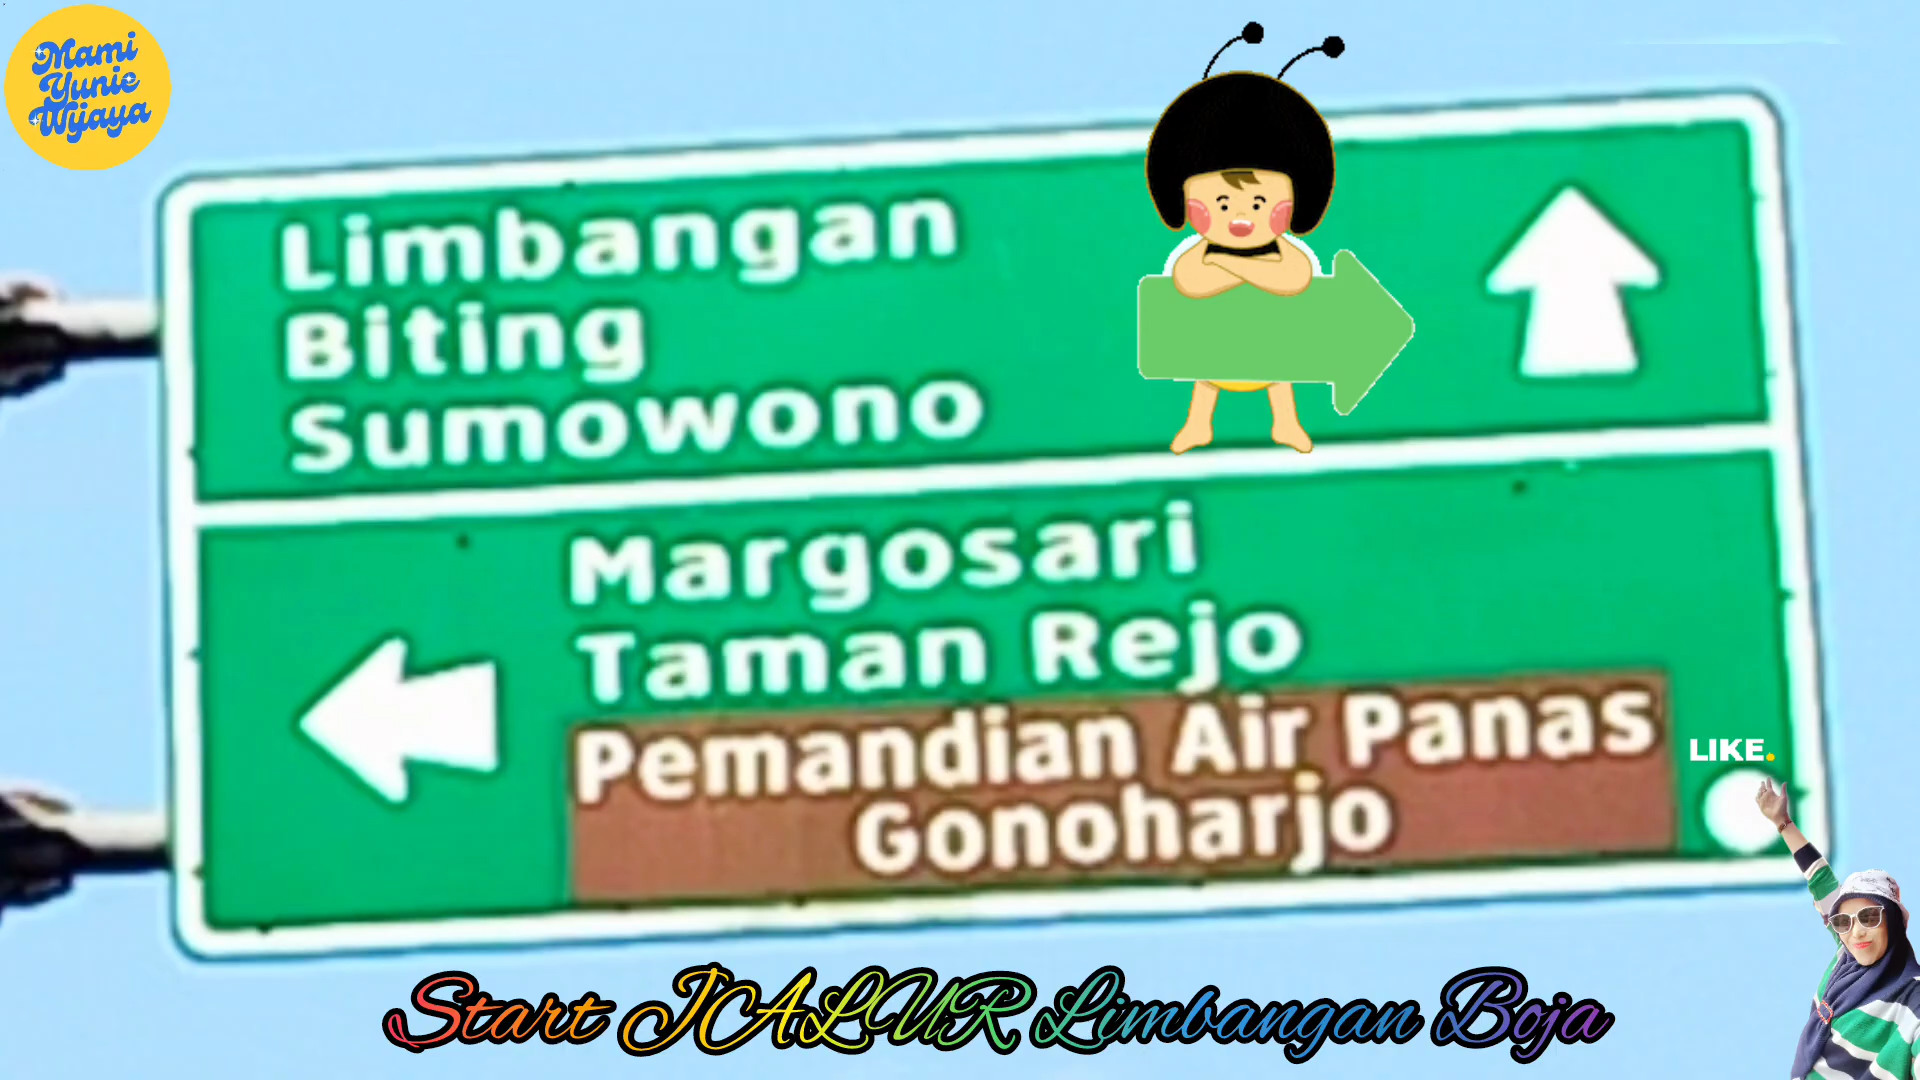 Mami
Yunie
Wijaya
Limbangan
Biting
Sumowono
Margosari
Taman Rejo
Pemandian Air Panas
Gonoharjo
LIKE.
Start JALUR Limbangan Boja